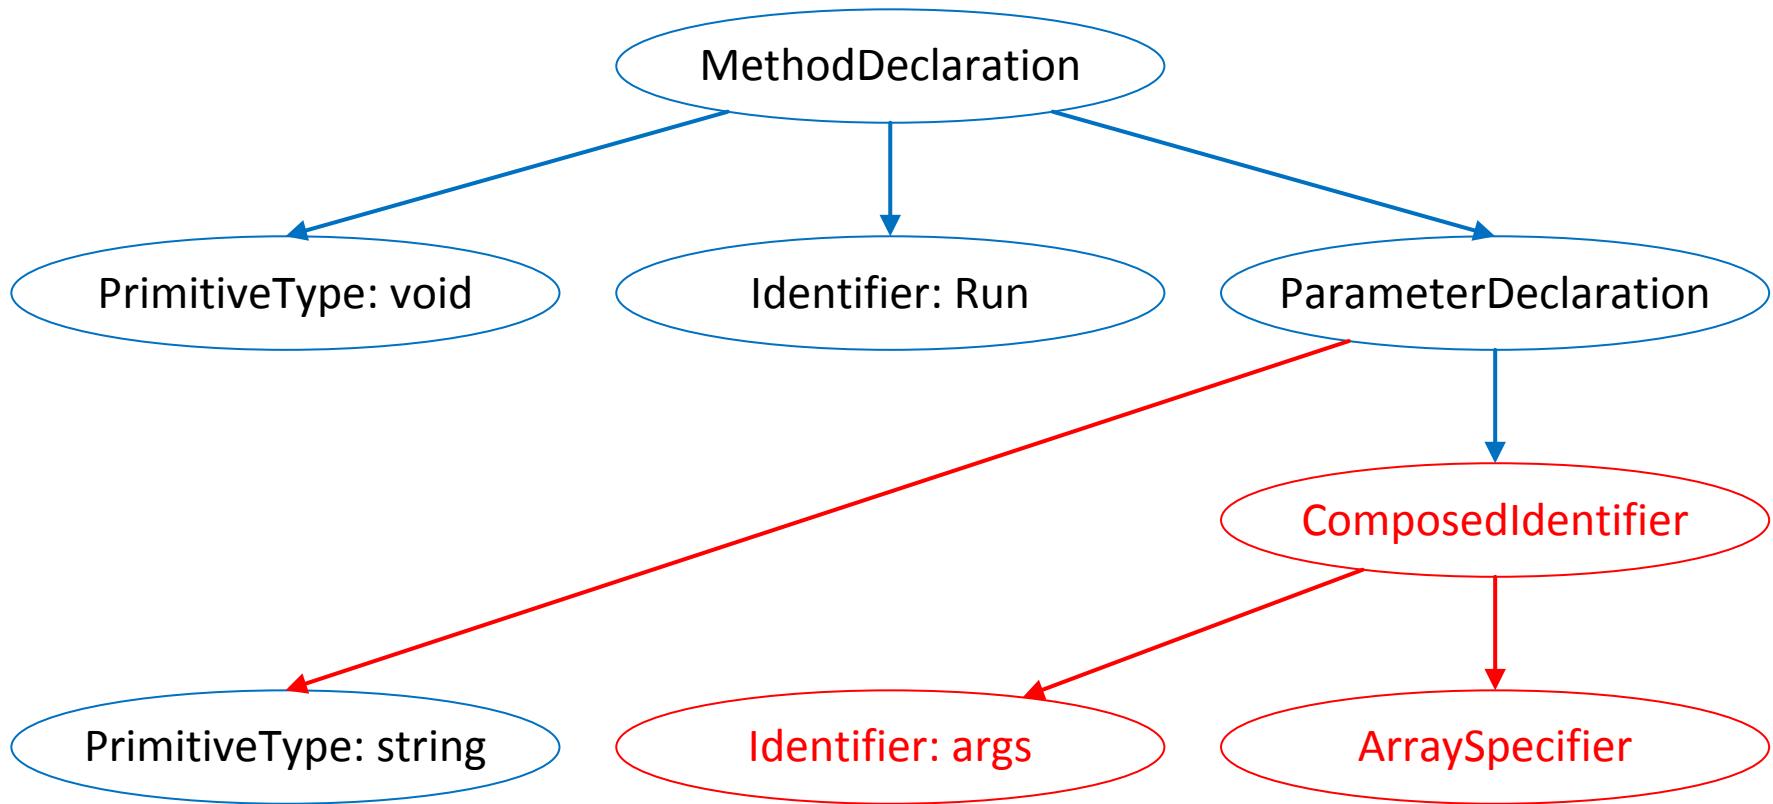 MethodDeclaration
PrimitiveType: void
Identifier: Run
ParameterDeclaration
ComposedIdentifier
PrimitiveType: string
Identifier: args
ArraySpecifier